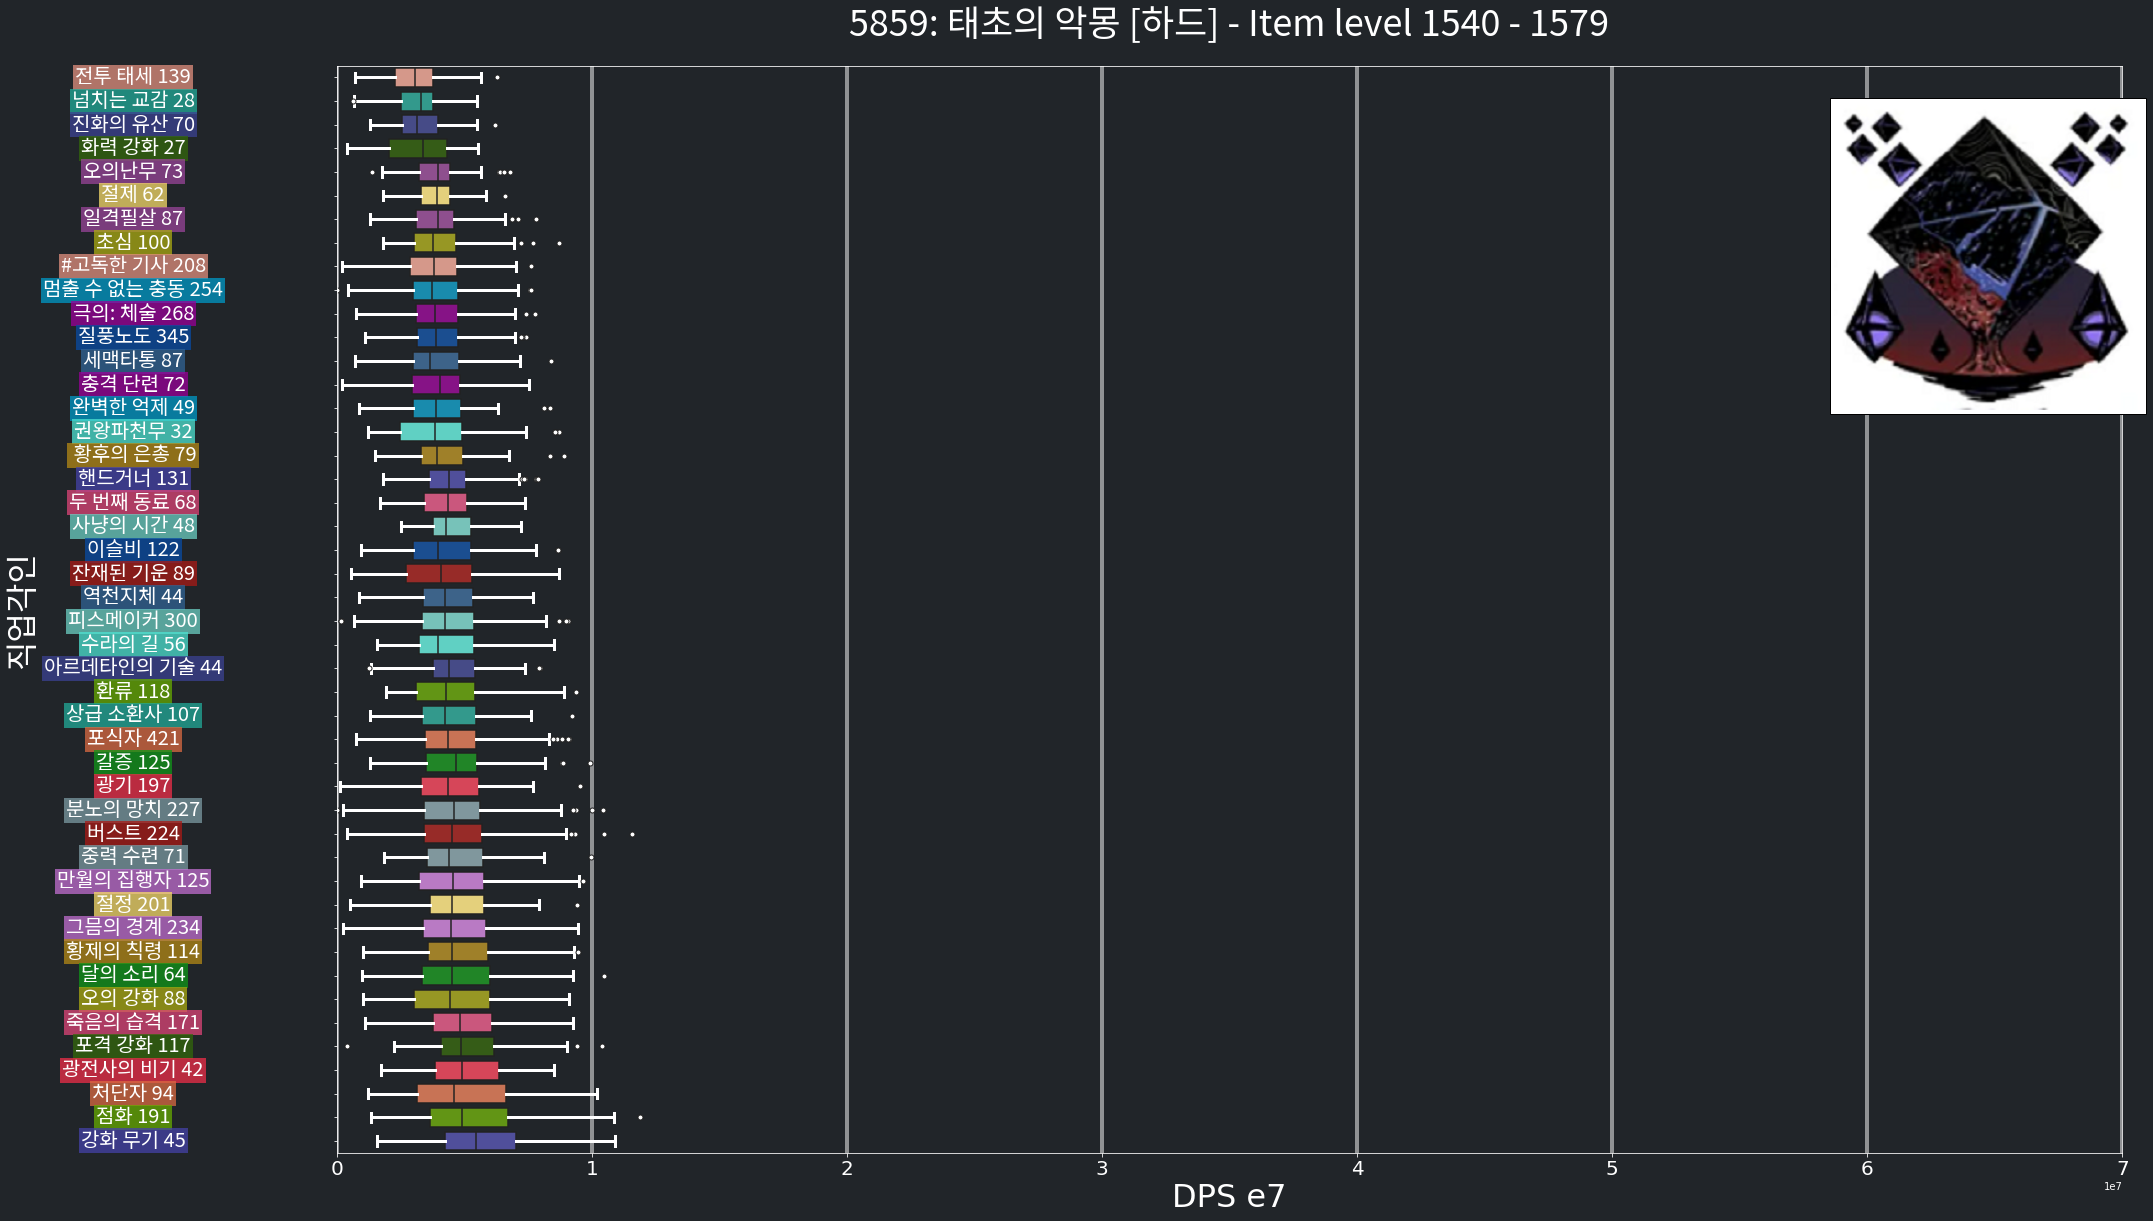 5859: 태초의 악몽 [하드] - Item level 1540 - 1579
전투 태세 139
넘치는 교감 28
진화의 유산 70
화력 강화 27
오의난무 73
절제 62
일격필살 87
초심 100
#고독한 기사 208
멈출 수 없는 충동 254
극의: 체술 268
질풍노도 345
세맥타통 87
충격 단련 72
완벽한 억제 49
권왕파천무 32
황후의 은총 79
핸드거너 131
두 번째 동료 68
사냥의 시간 48
이슬비 122
잔재된 기운 89
역천지체 44
피스메이커 300
수라의 길 56
아르데타인의 기술 44
환류 118
상급 소환사 107
포식자 421
갈증 125
광기 197
분노의 망치 227
버스트 224
중력 수련 71
만월의 집행자 125
절정 201
그믐의 경계 234
황제의 칙령 114
달의 소리 64
오의 강화 88
죽음의 습격 171
포격 강화 117
광전사의 비기 42
처단자 94
점화 191
강화 무기 45
직업각인
0 1 2 3 4 5 6 7
1e7
DPS e7